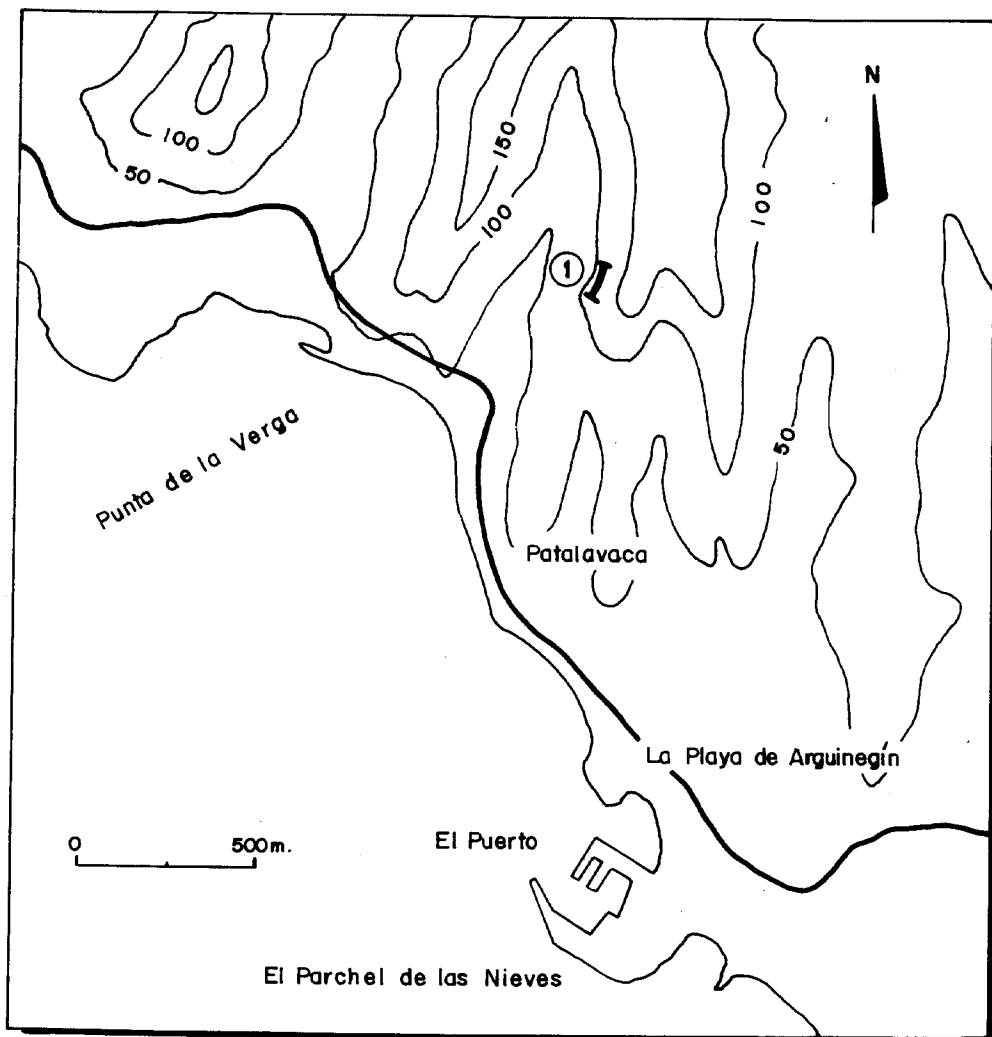 N
150
100
100
50
100
1
50
Punta de la Verga
Patalavaca
La Playa de Arguinegín
0 500m.
El Puerto
El Parchel de las Nieves